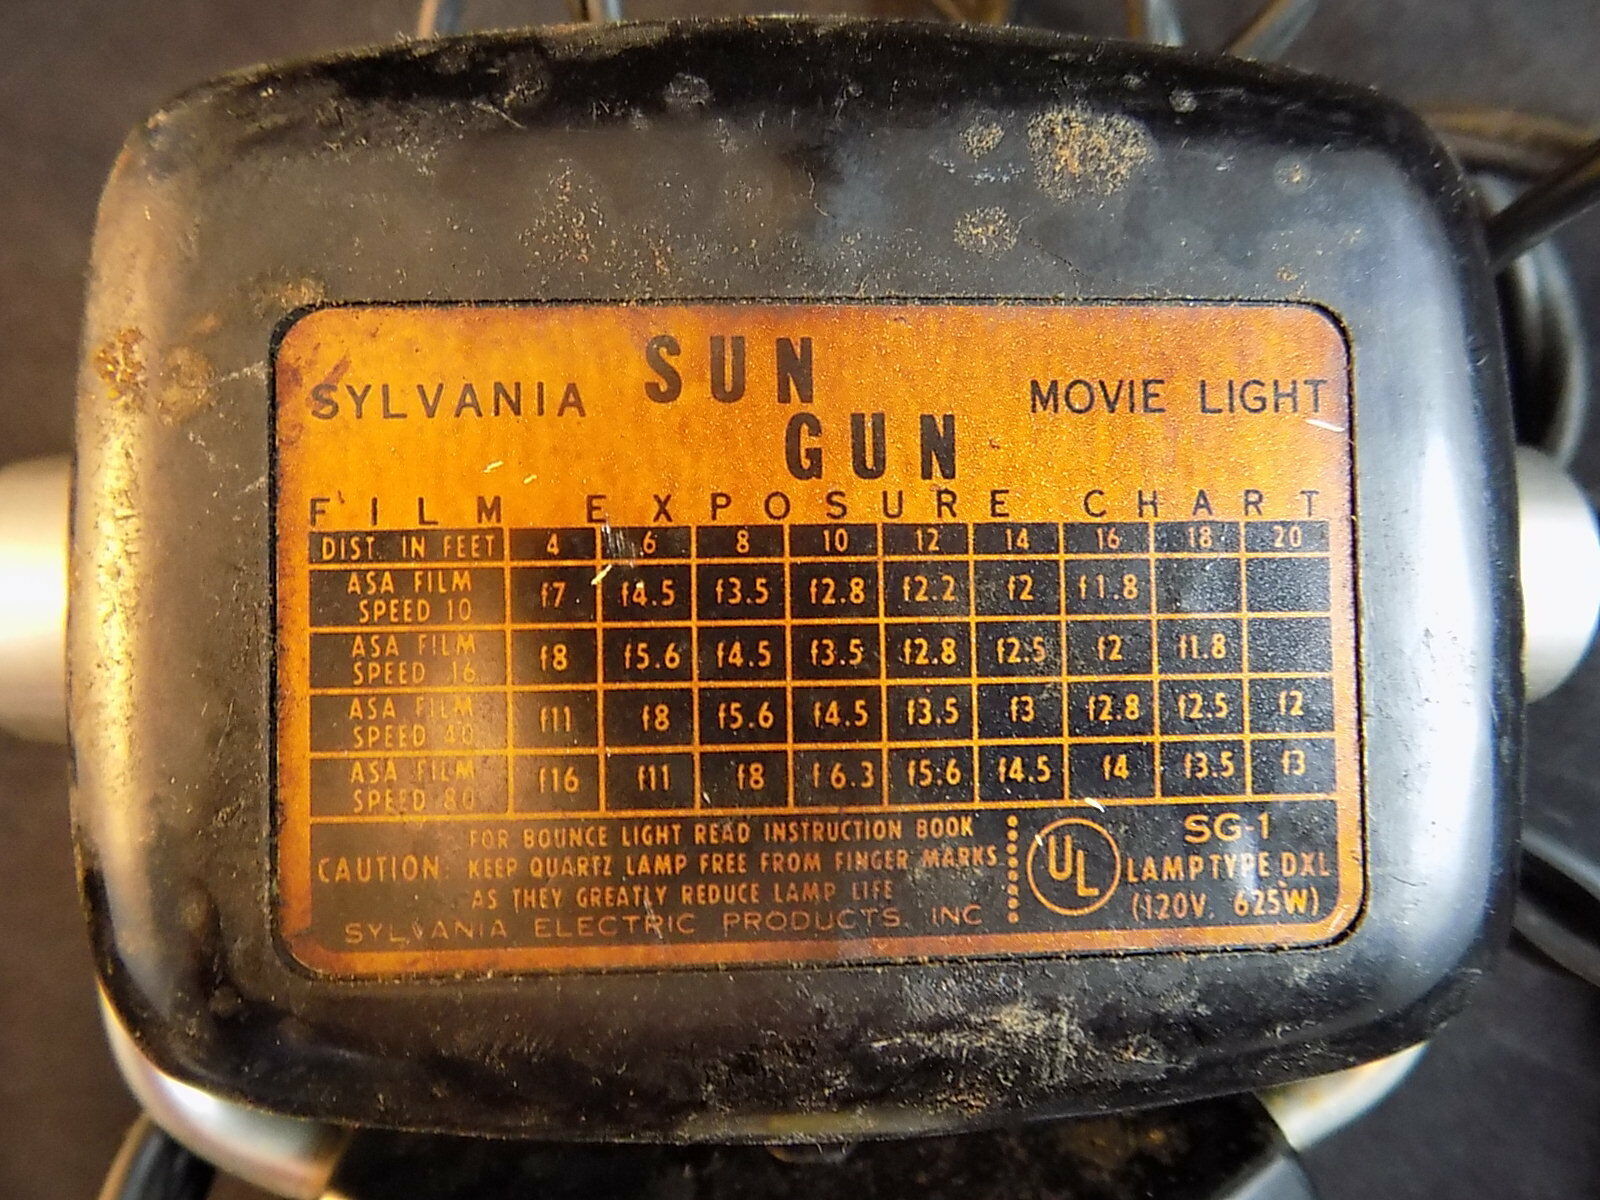 SYLVANIA SUN GUN MOVIE LIGHT
FILM EXPOSURE CHART
DIST. IN FEET 4 6 8 10 12 14 16 18 20
ASA FILM SPEED 10 f7 f4.5 f3.5 f2.8 f2.2 f2 f1.8
ASA FILM SPEED 16 f8 f5.6 f4.5 f3.5 f2.8 f2.5 f2 f1.8
ASA FILM SPEED 40 f11 f8 f5.6 f4.5 f3.5 f3 f2.8 f2.5 f2
ASA FILM SPEED 80 f16 f11 f8 f6.3 f5.6 f4.5 f4 f3.5 f3
FOR BOUNCE LIGHT READ INSTRUCTION BOOK
CAUTION: KEEP QUARTZ LAMP FREE FROM FINGER MARKS
AS THEY GREATLY REDUCE LAMP LIFE
SYLVANIA ELECTRIC PRODUCTS. INC
UL
SG-1
LAMP TYPE DXL
(120V. 625W)